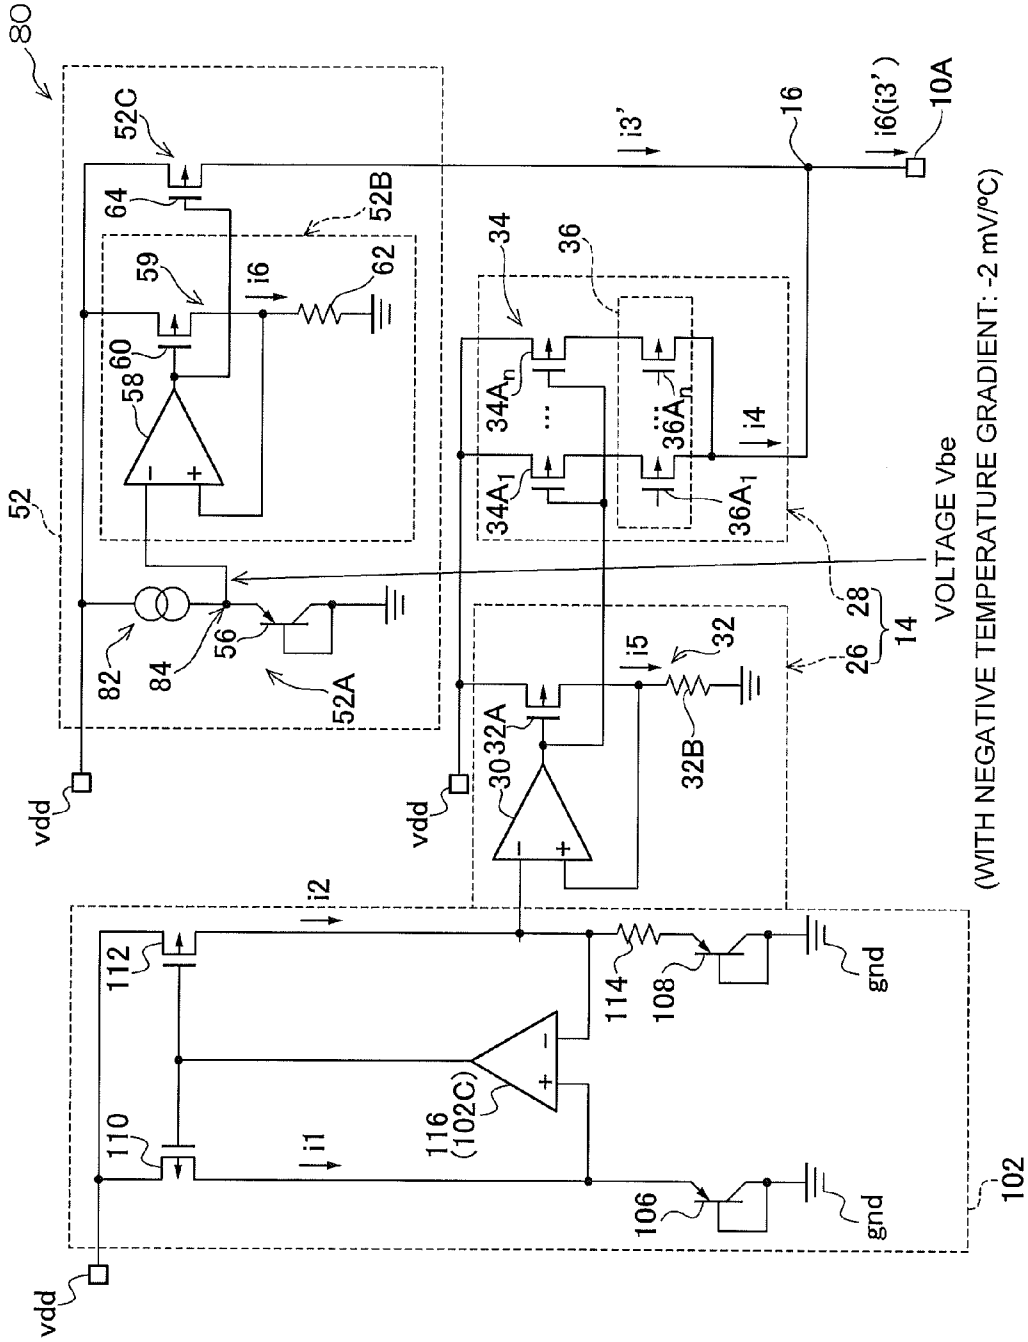 80
52
52C
64
52B
59
i6
62
60
58
−
+
82
84
56
52A
vdd
i3'
16
i6(i3')
10A
34
36
34An
34A1
...
...
36An
36A1
i4
28
26
14
VOLTAGE Vbe
(WITH NEGATIVE TEMPERATURE GRADIENT: -2 mV/ºC)
vdd
30
32A
−
+
i5
32
32B
112
110
i2
i1
116
(102C)
+
−
114
108
106
gnd
gnd
vdd
102